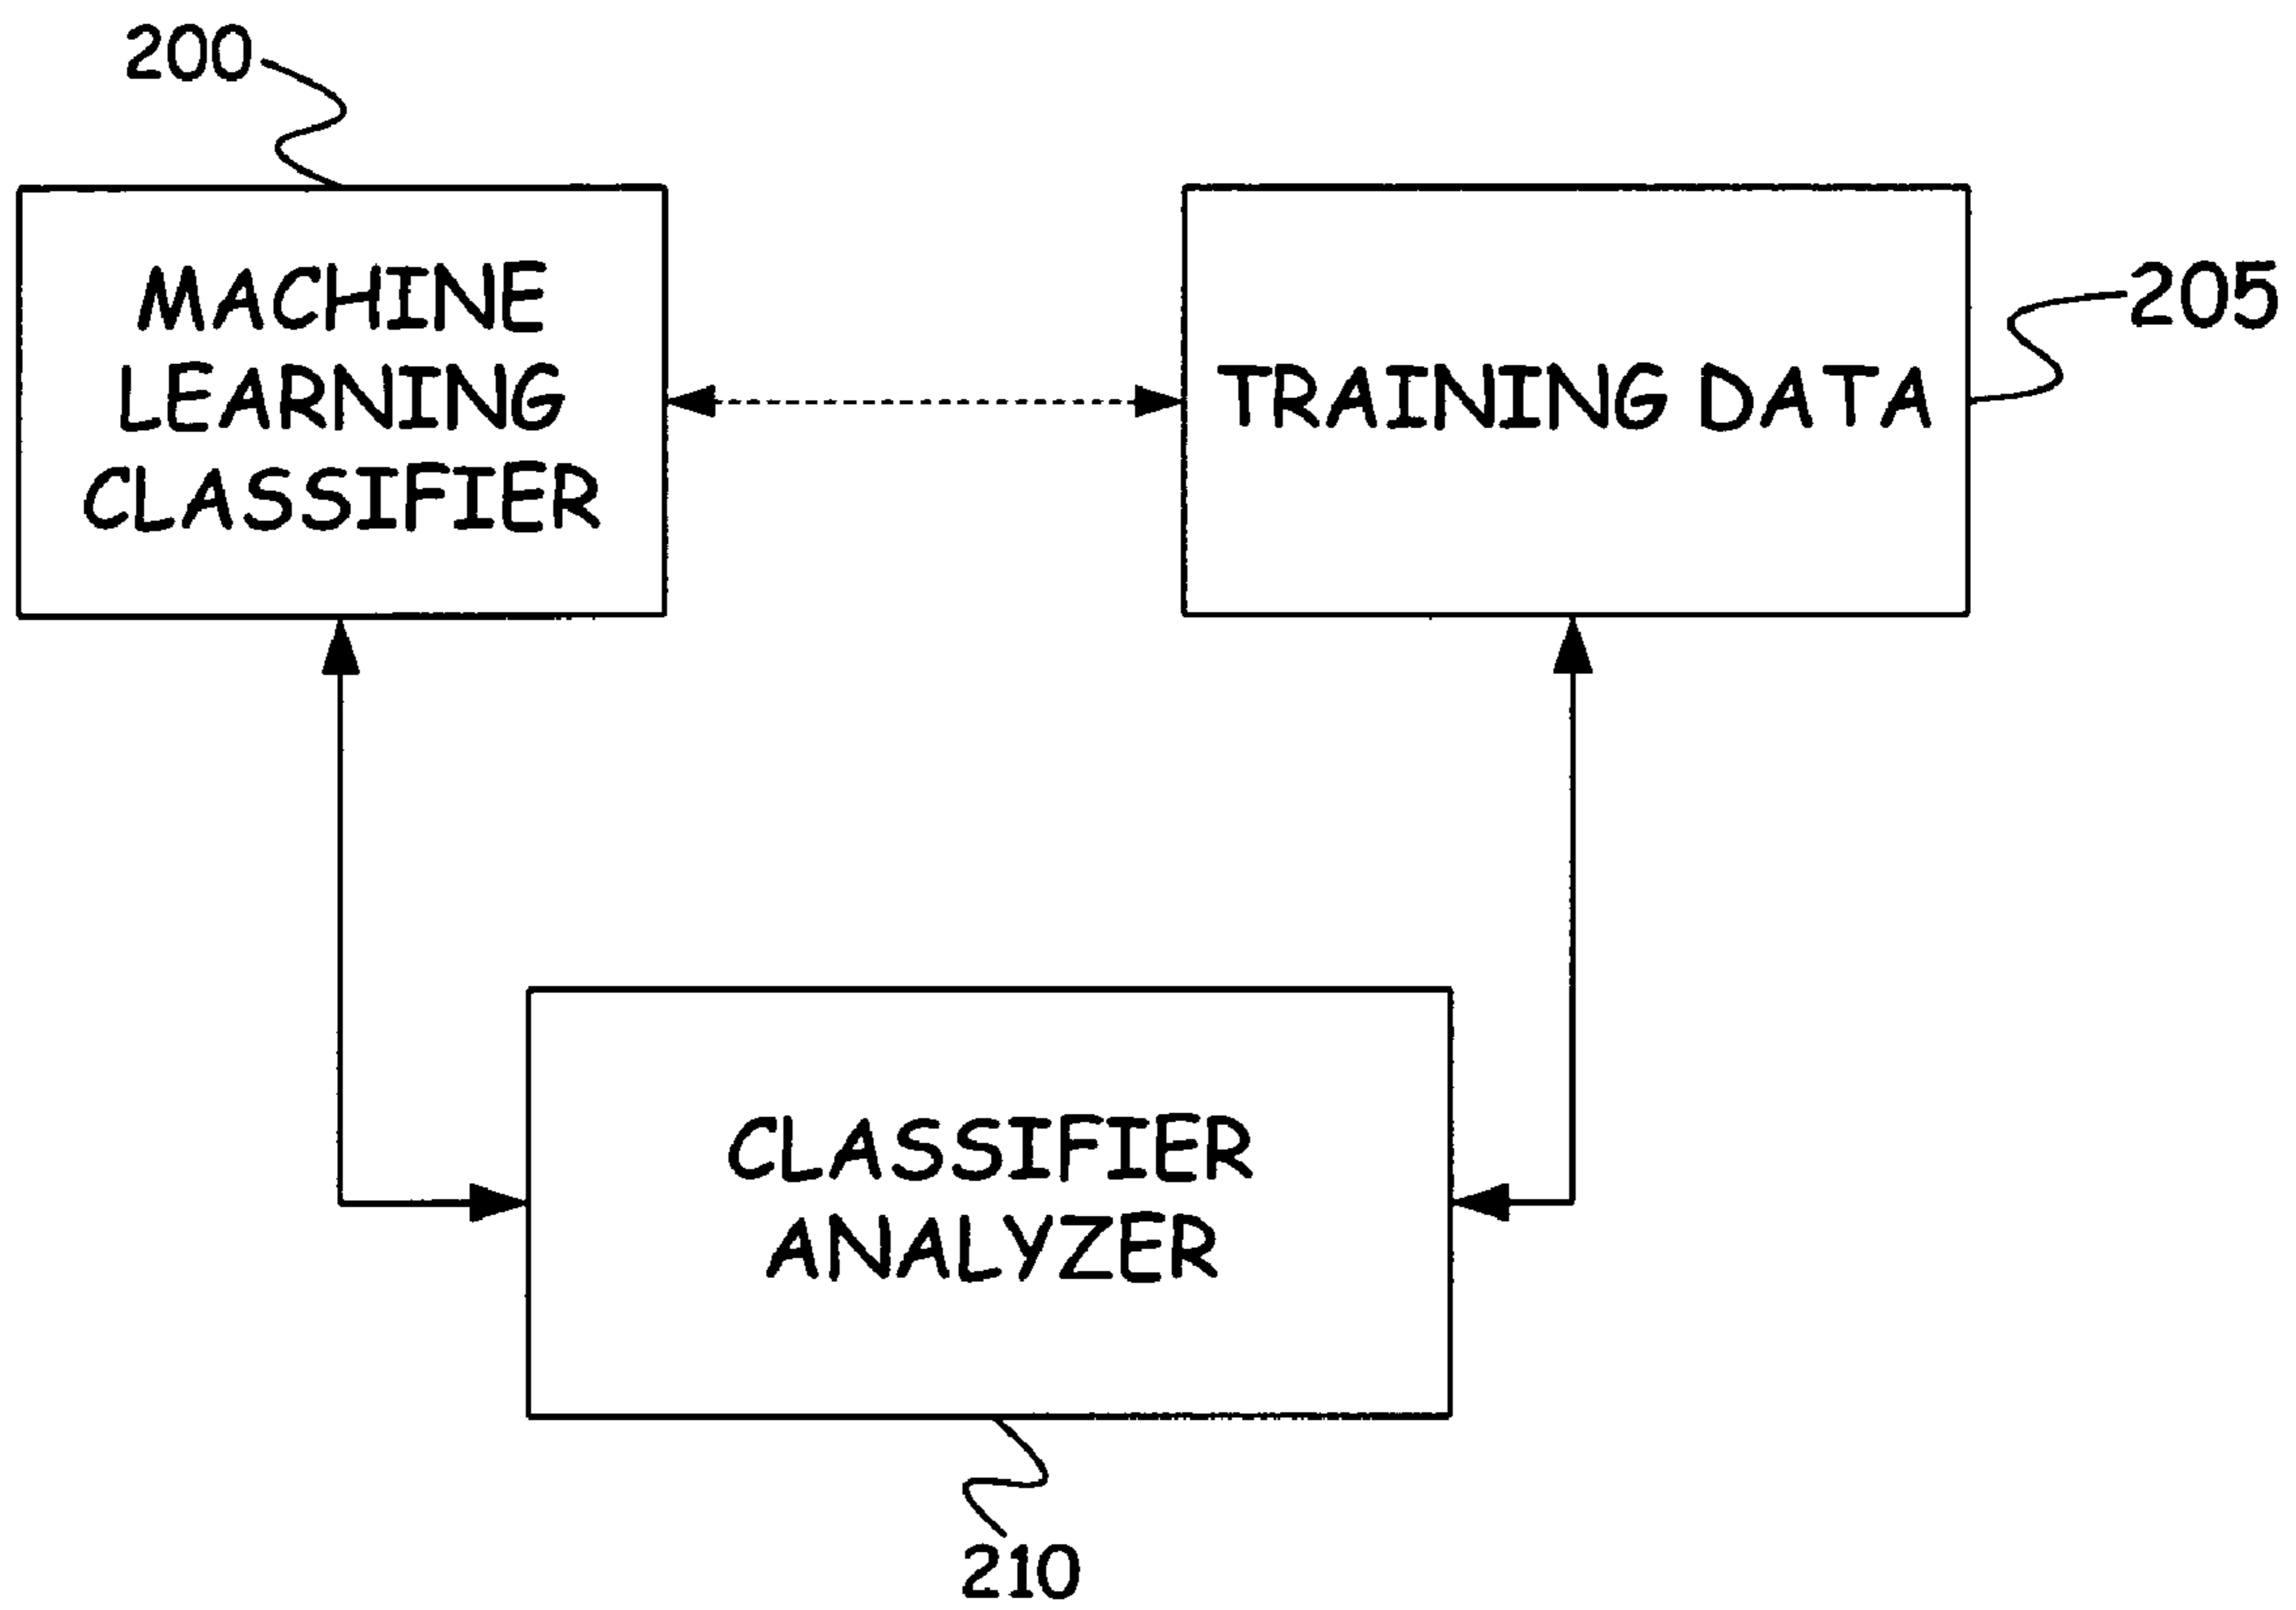 200
MACHINE
LEARNING
CLASSIFIER
TRAINING DATA
205
CLASSIFIER
ANALYZER
210